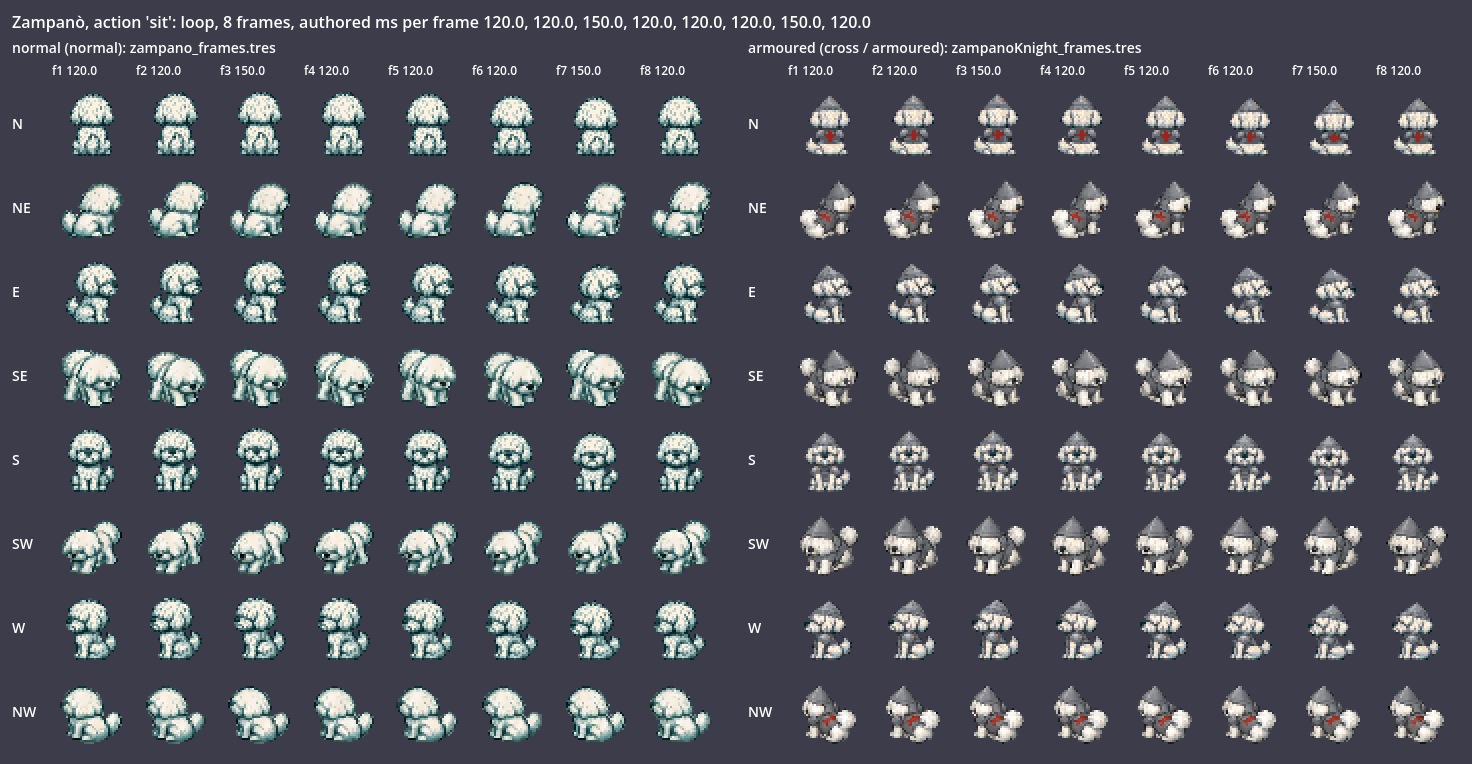 Zampanò, action 'sit': loop, 8 frames, authored ms per frame 120.0, 120.0, 150.0, 120.0, 120.0, 120.0, 150.0, 120.0
normal (normal): zampano_frames.tres
f1 120.0 f2 120.0 f3 150.0 f4 120.0 f5 120.0 f6 120.0 f7 150.0 f8 120.0
N
NE
E
SE
S
SW
W
NW
armoured (cross / armoured): zampanoKnight_frames.tres
f1 120.0 f2 120.0 f3 150.0 f4 120.0 f5 120.0 f6 120.0 f7 150.0 f8 120.0
N
NE
E
SE
S
SW
W
NW